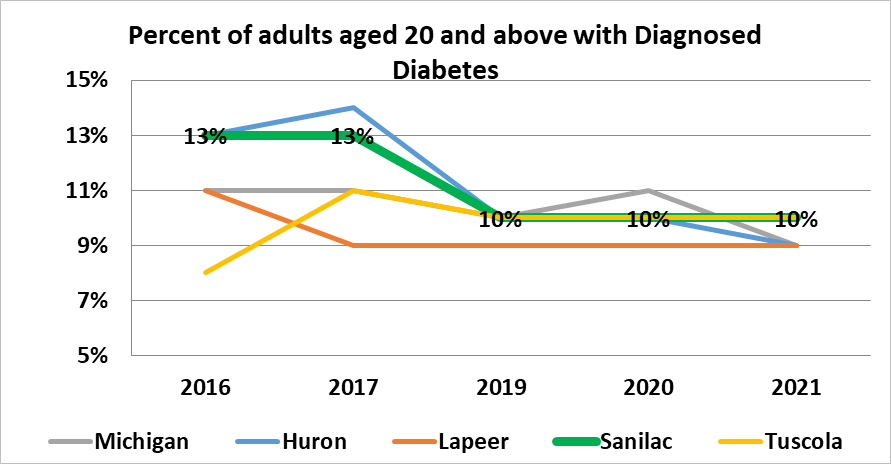 Percent of adults aged 20 and above with Diagnosed
Diabetes
15%
13%
11%
9%
7%
5%
13%
13%
10%
10%
10%
2016
2017
2019
2020
2021
Michigan
Huron
Lapeer
Sanilac
Tuscola